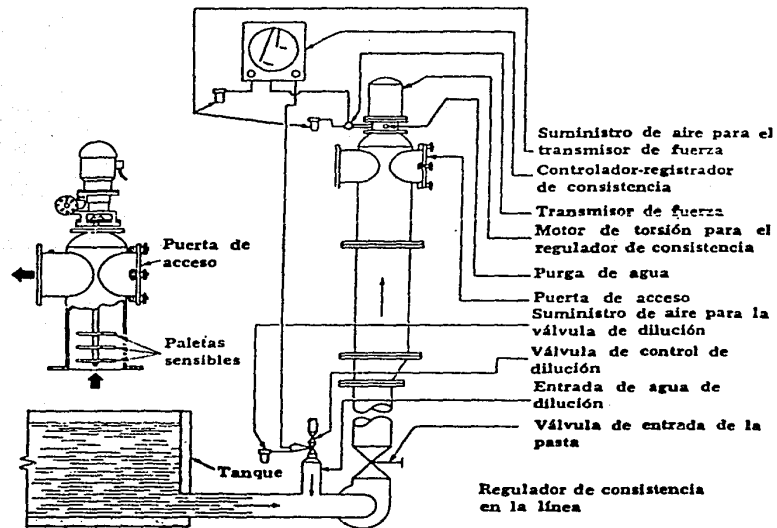 Suministro de aire para el
transmisor de fuerza
Controlador-registrador
de consistencia
Transmisor de fuerza
Motor de torsión para el
regulador de consistencia
Purga de agua
Puerta de acceso
Suministro de aire para la
válvula de dilución
Válvula de control de
dilución
Entrada de agua de
dilución
Válvula de entrada de la
pasta
Puerta de
acceso
Paletas
sensibles
Tanque
Regulador de consistencia
en la línea